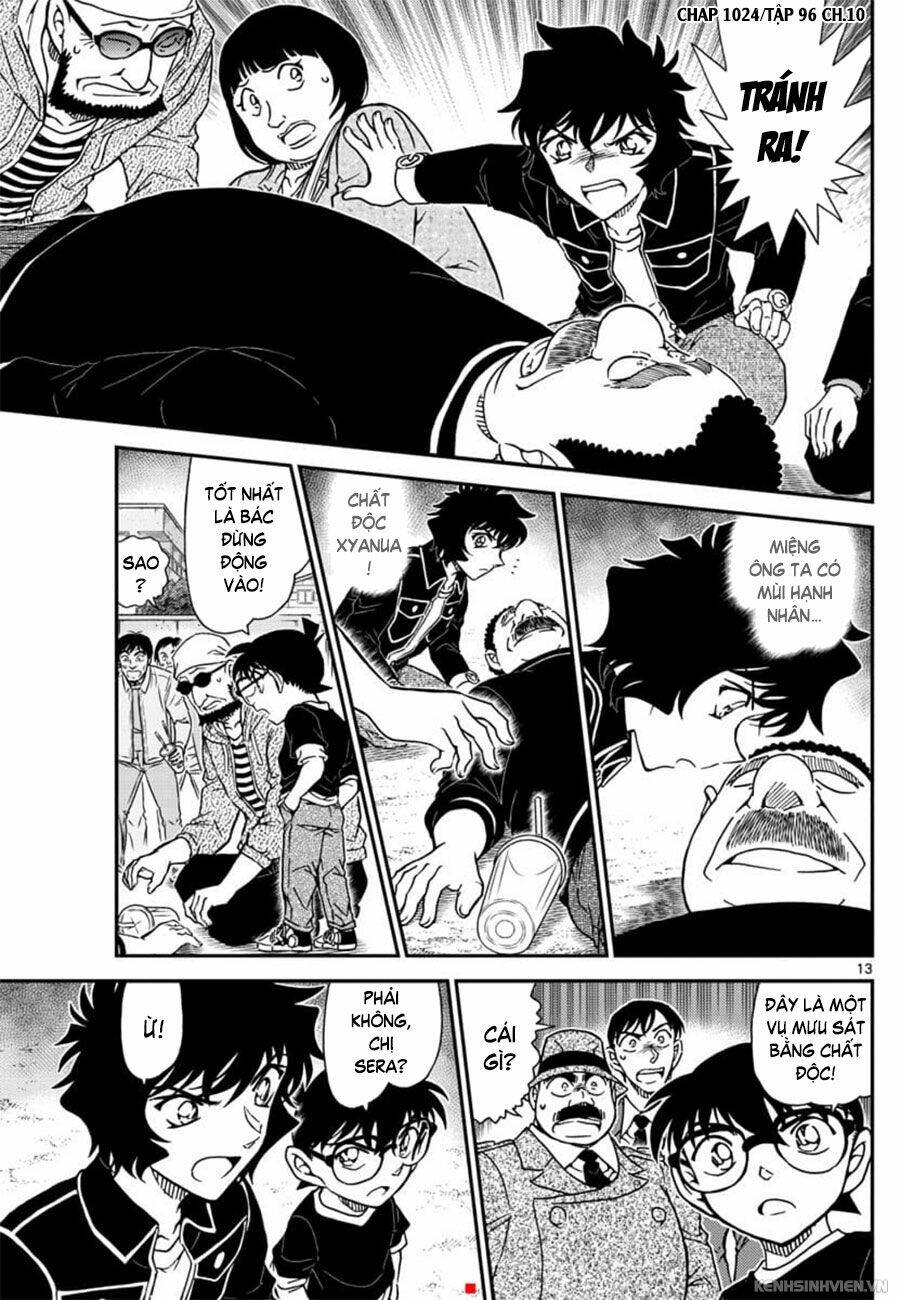 CHAP 1024/TẬP 96 CH.10
TRÁNH
RA!
MIỆNG
ÔNG TA CÓ
MÙI HẠNH
NHÂN...
CHẤT
ĐỘC
XYANUA
!
TỐT NHẤT
LÀ BÁC
ĐỪNG
ĐỘNG
VÀO!
SAO
?
13
ĐÂY LÀ MỘT
VỤ MƯU SÁT
BẰNG CHẤT
ĐỘC!
CÁI
GÌ?
PHẢI
KHÔNG,
CHỊ
SERA?
Ừ!
KENHSINHVIEN.VN